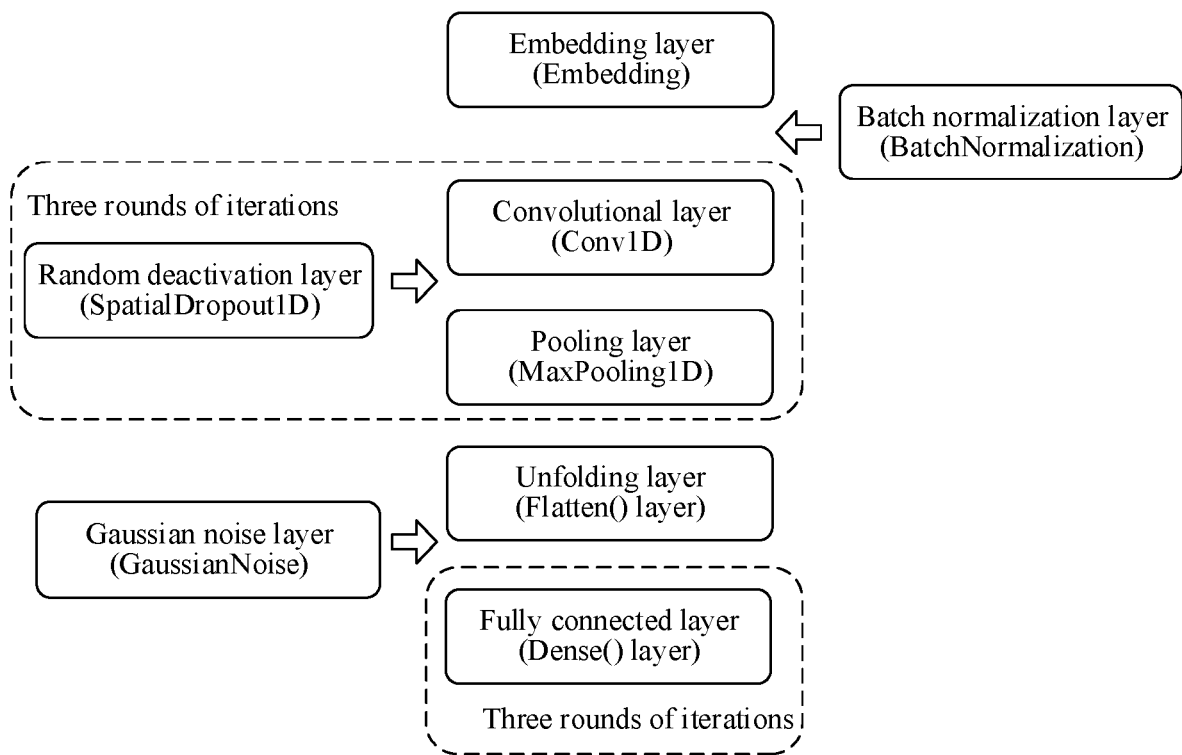 Embedding layer
(Embedding)
Batch normalization layer
(BatchNormalization)
Three rounds of iterations
Convolutional layer
(Conv1D)
Random deactivation layer
(SpatialDropout1D)
Pooling layer
(MaxPooling1D)
Unfolding layer
(Flatten() layer)
Gaussian noise layer
(GaussianNoise)
Fully connected layer
(Dense() layer)
Three rounds of iterations